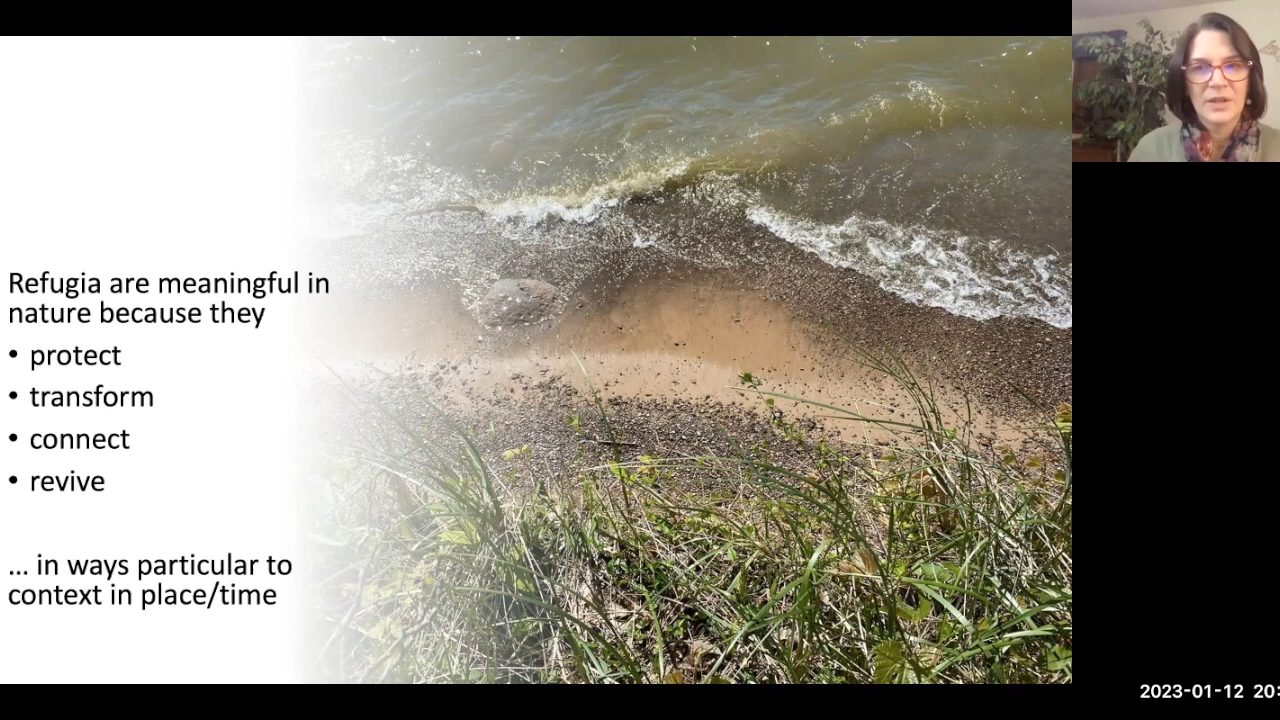 Refugia are meaningful in
nature because they
• protect
• transform
• connect
• revive
... in ways particular to
context in place/time
2023-01-12 20: